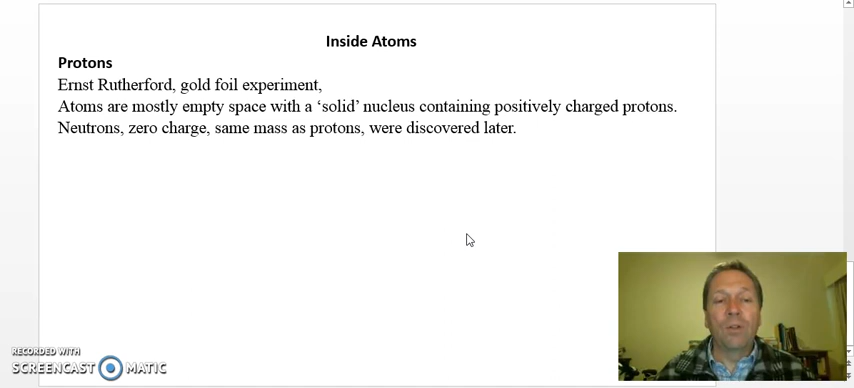 Inside Atoms
Protons
Ernst Rutherford, gold foil experiment,
Atoms are mostly empty space with a ‘solid’ nucleus containing positively charged protons.
Neutrons, zero charge, same mass as protons, were discovered later.
RECORDED WITH
SCREENCAST MATIC